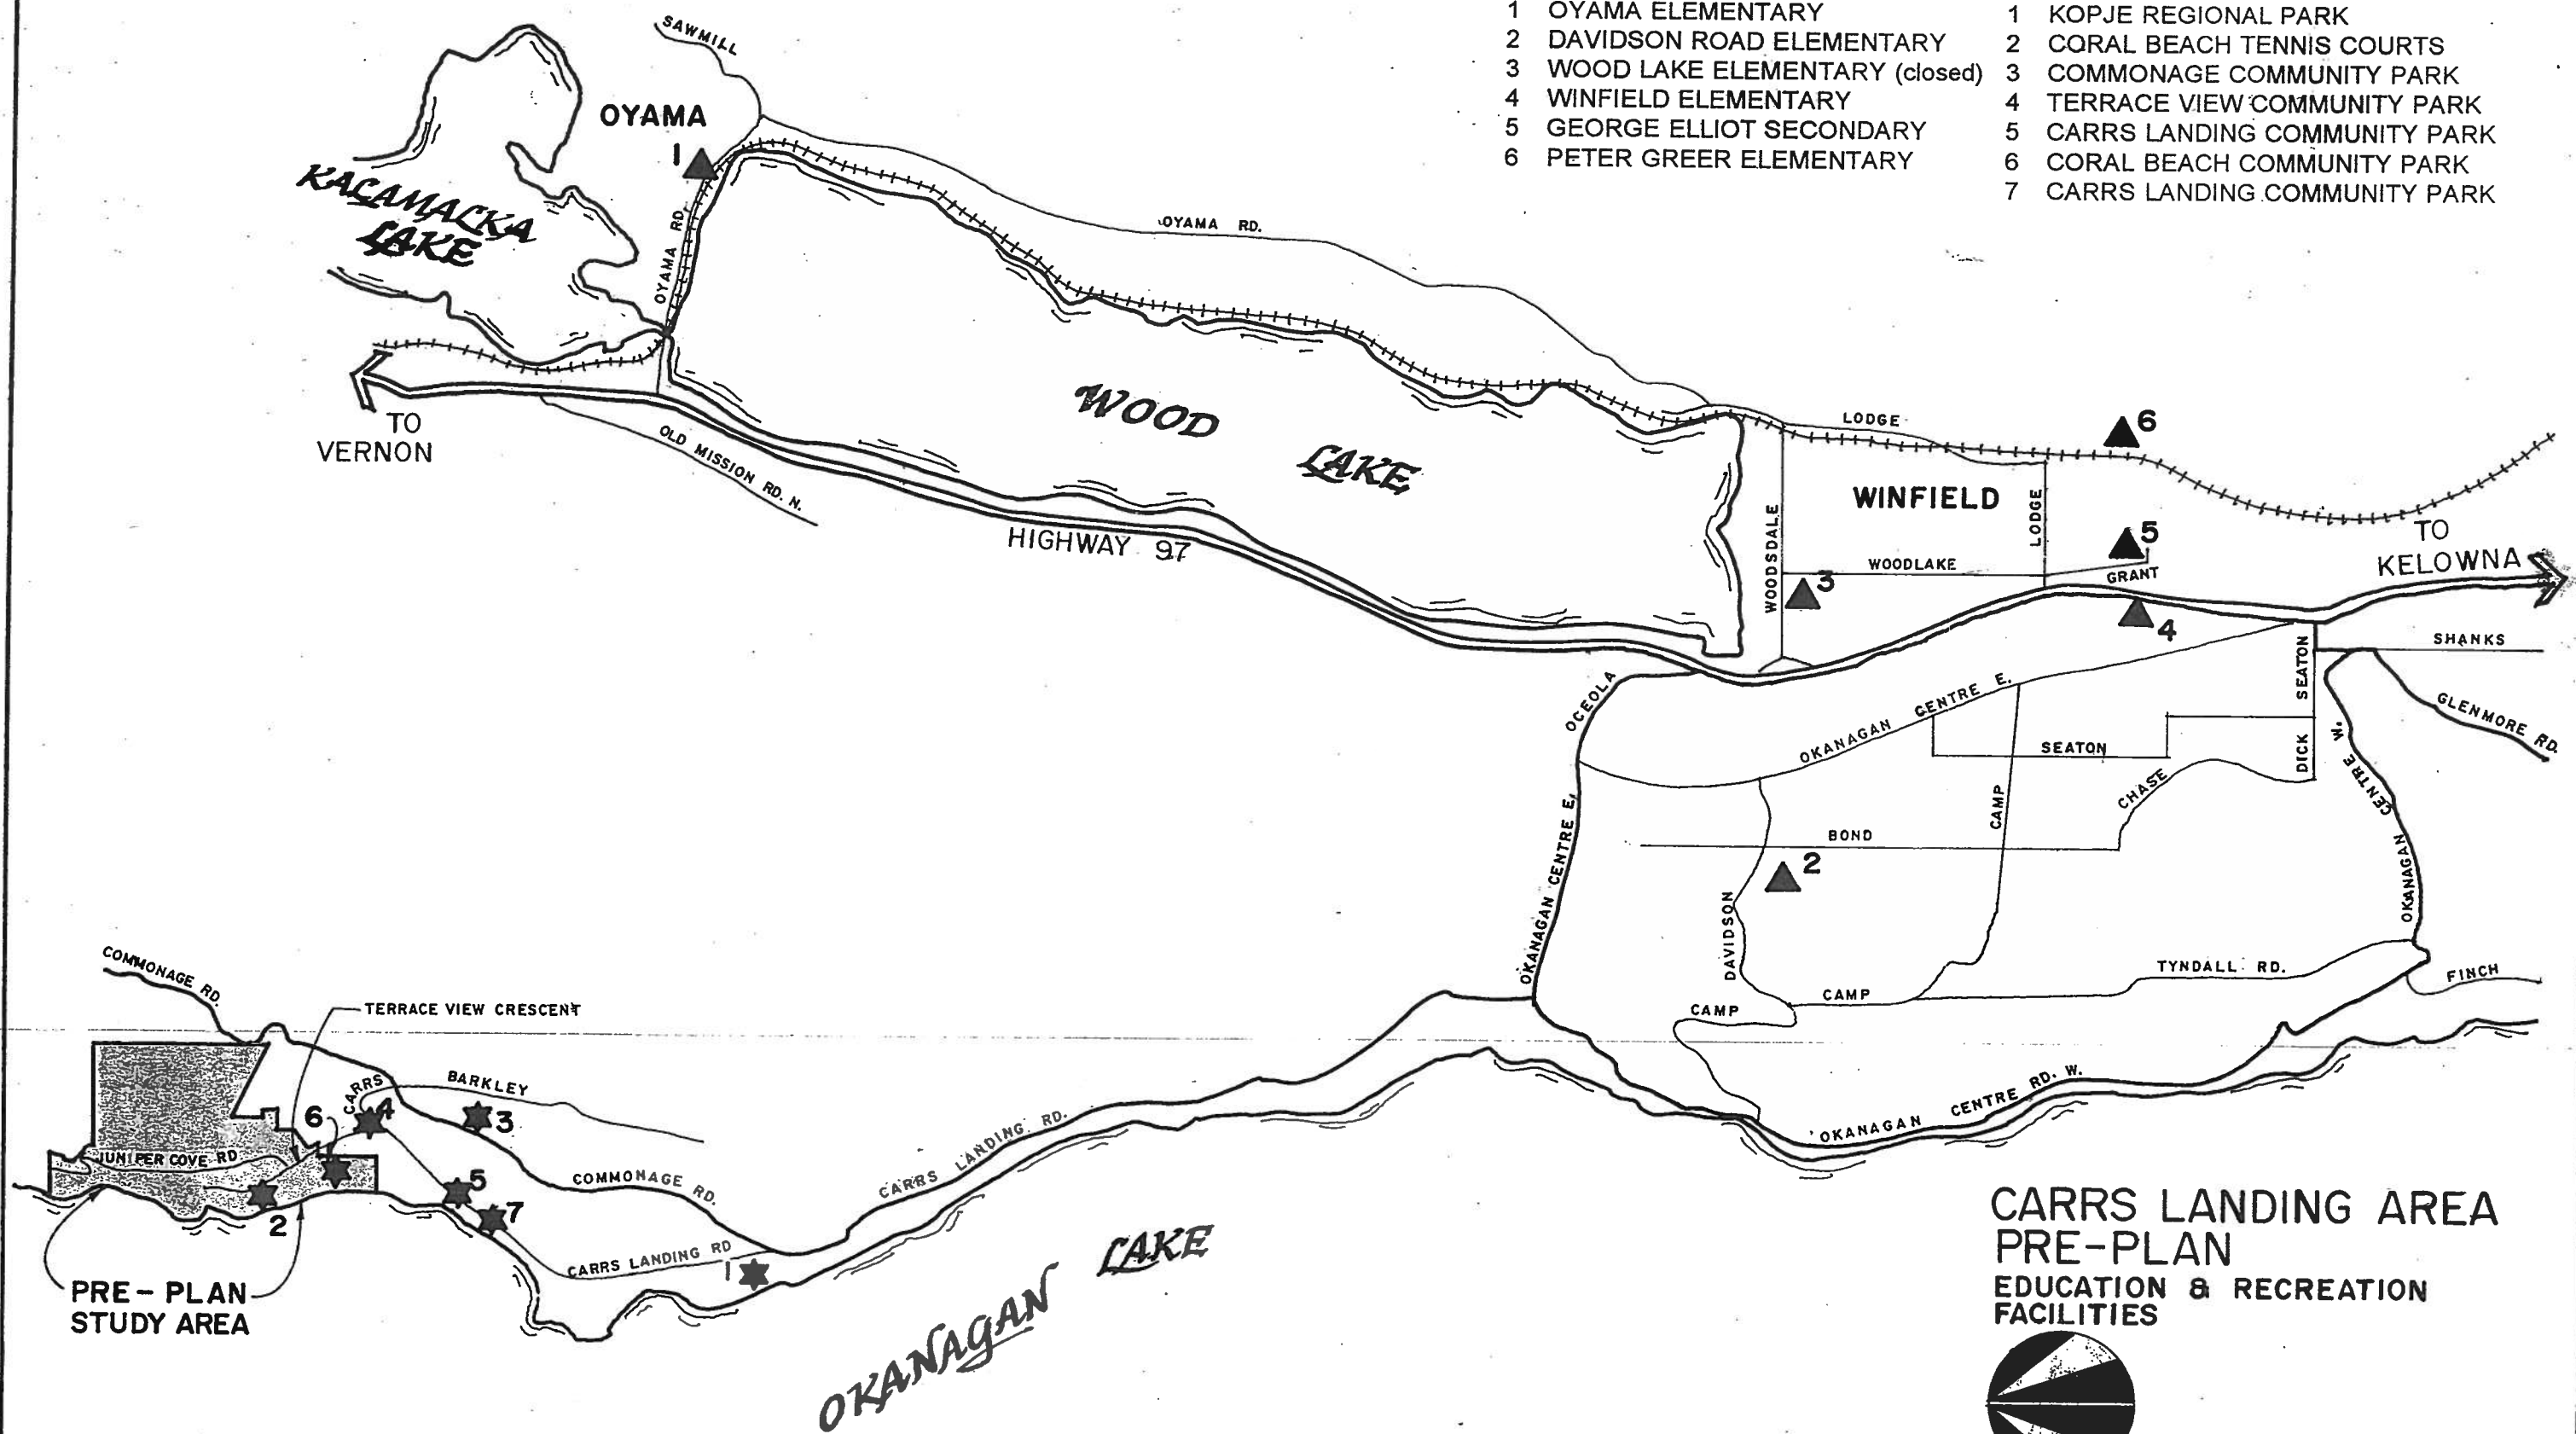 1 OYAMA ELEMENTARY
2 DAVIDSON ROAD ELEMENTARY
3 WOOD LAKE ELEMENTARY (closed)
4 WINFIELD ELEMENTARY
5 GEORGE ELLIOT SECONDARY
6 PETER GREER ELEMENTARY
1 KOPJE REGIONAL PARK
2 CORAL BEACH TENNIS COURTS
3 COMMONAGE COMMUNITY PARK
4 TERRACE VIEW COMMUNITY PARK
5 CARRS LANDING COMMUNITY PARK
6 CORAL BEACH COMMUNITY PARK
7 CARRS LANDING COMMUNITY PARK
SAWMILL
OYAMA
1
KALAMALKA
LAKE
OYAMA RD.
OYAMA RD.
TO
VERNON
OLD MISSION RD. N.
HIGHWAY 97
WOOD
LAKE
LODGE
6
WINFIELD
LODGE
WOODSDALE
WOODLAKE
5
GRANT
3
4
TO
KELOWNA
SHANKS
GLENMORE RD.
OCEOLA
OKANAGAN CENTRE E.
SEATON
DICK SEATON
CHASE
CAMP
BOND
2
DAVIDSON
OKANAGAN CENTRE E.
OKANAGAN CENTRE W.
TYNDALL RD.
FINCH
CAMP
CAMP
OKANAGAN CENTRE RD. W.
COMMONAGE RD.
TERRACE VIEW CRESCENT
CARRS
BARKLEY
6
4
3
JUNIPER COVE RD
5
7
2
COMMONAGE RD.
CARRS LANDING RD.
CARRS LANDING RD
1
PRE-PLAN
STUDY AREA
OKANAGAN LAKE
CARRS LANDING AREA
PRE-PLAN
EDUCATION & RECREATION
FACILITIES